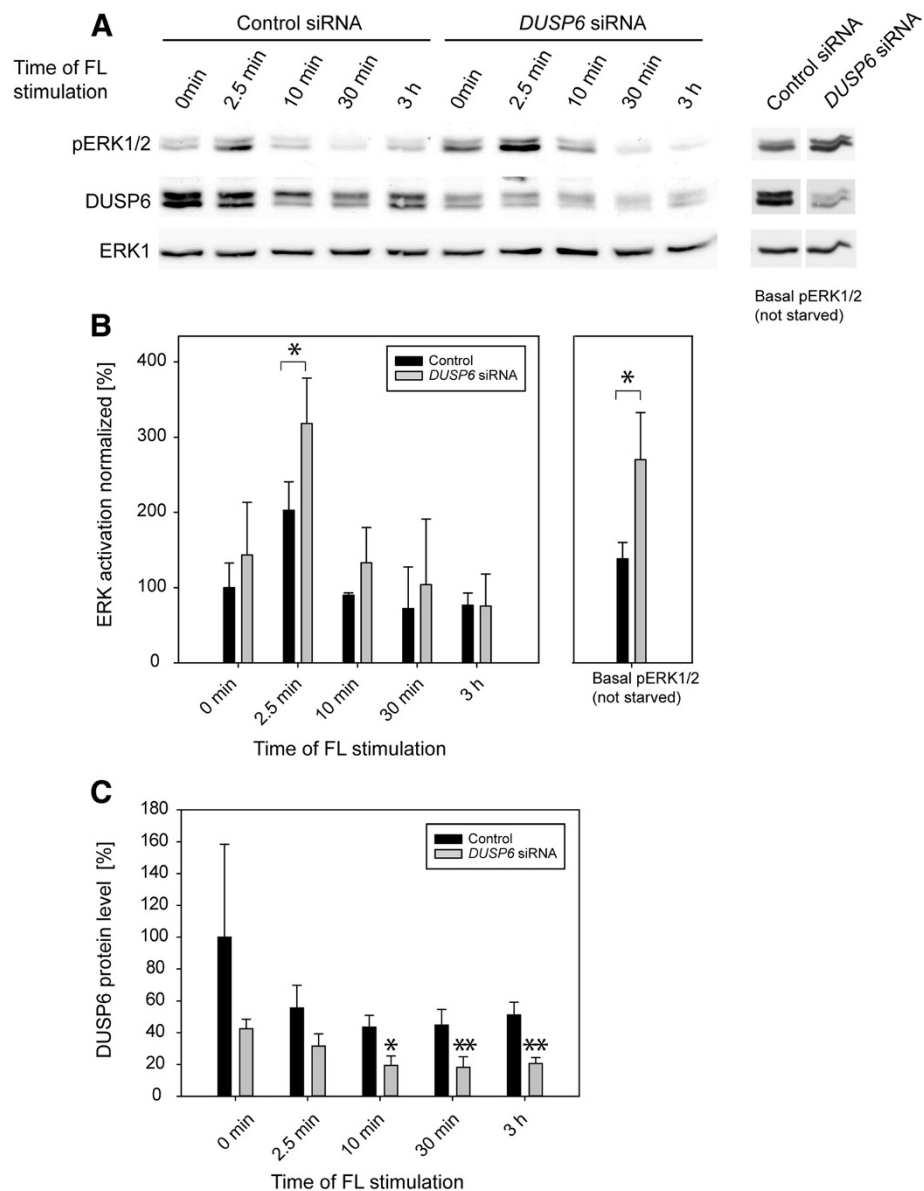 A
Control siRNA
DUSP6 siRNA
Time of FL
stimulation
0min
2.5 min
10 min
30 min
3 h
0min
2.5 min
10 min
30 min
3 h
Control siRNA
DUSP6 siRNA
pERK1/2
DUSP6
ERK1
Basal pERK1/2
(not starved)
B
ERK activation normalized [%]
400
300
200
100
0
*
Control
DUSP6 siRNA
*
0 min
2.5 min
10 min
30 min
3 h
Time of FL stimulation
Basal pERK1/2
(not starved)
C
DUSP6 protein level [%]
180
160
140
120
100
80
60
40
20
0
Control
DUSP6 siRNA
*
**
**
0 min
2.5 min
10 min
30 min
3 h
Time of FL stimulation